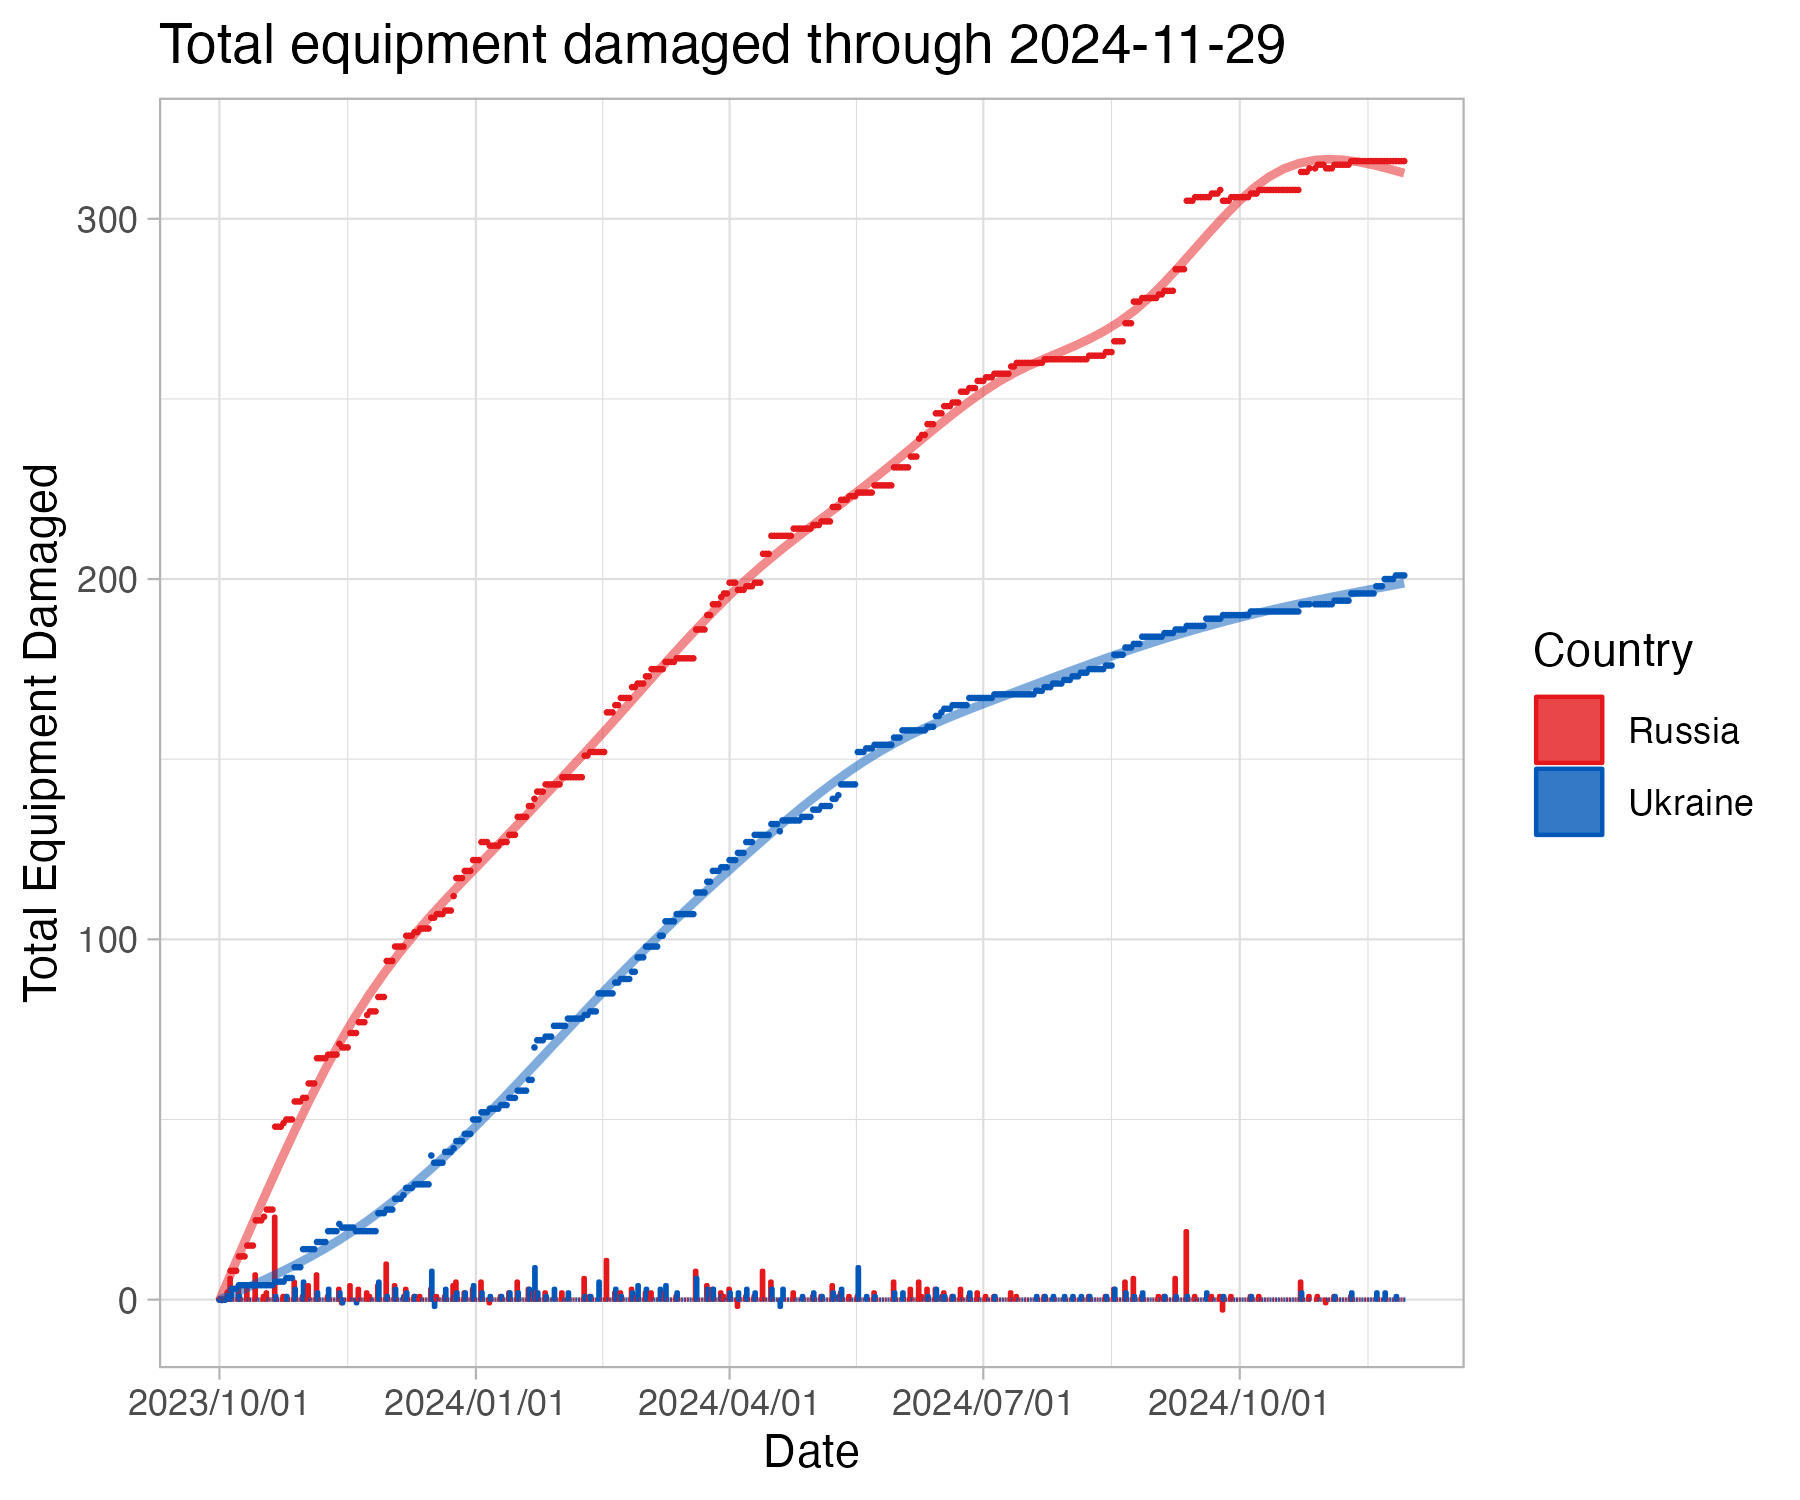 Total equipment damaged through 2024-11-29
Total Equipment Damaged
300
200
100
0
2023/10/01
2024/01/01
2024/04/01
2024/07/01
2024/10/01
Date
Country
Russia
Ukraine